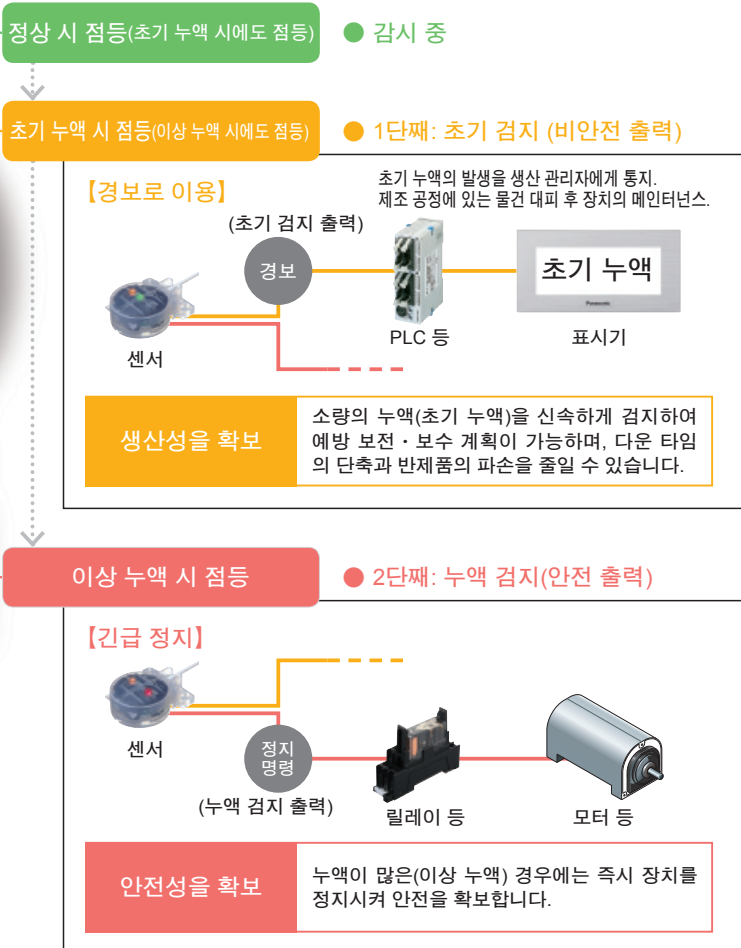 정상 시 점등(초기 누액 시에도 점등)
● 감시 중
초기 누액 시 점등(이상 누액 시에도 점등)
● 1단째: 초기 검지 (비안전 출력)
【경보로 이용】
초기 누액의 발생을 생산 관리자에게 통지.
제조 공정에 있는 물건 대피 후 장치의 메인터넌스.
(초기 검지 출력)
경보
초기 누액
Panasonic
센서
PLC 등
표시기
생산성을 확보
소량의 누액(초기 누액)을 신속하게 검지하여
예방 보전・보수 계획이 가능하며, 다운 타임
의 단축과 반제품의 파손을 줄일 수 있습니다.
이상 누액 시 점등
● 2단째: 누액 검지(안전 출력)
【긴급 정지】
센서
정지
명령
(누액 검지 출력)
릴레이 등
모터 등
안전성을 확보
누액이 많은(이상 누액) 경우에는 즉시 장치를
정지시켜 안전을 확보합니다.